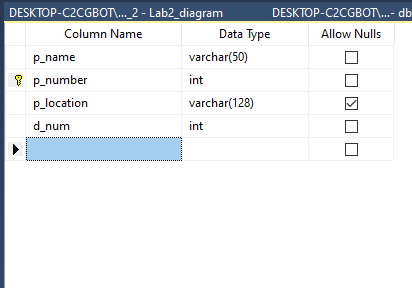 DESKTOP-C2CGBOT\..._2 - Lab2_diagram DESKTOP-C2CGBOT\...- db
Column Name Data Type Allow Nulls
p_name varchar(50)
p_number int
p_location varchar(128)
d_num int